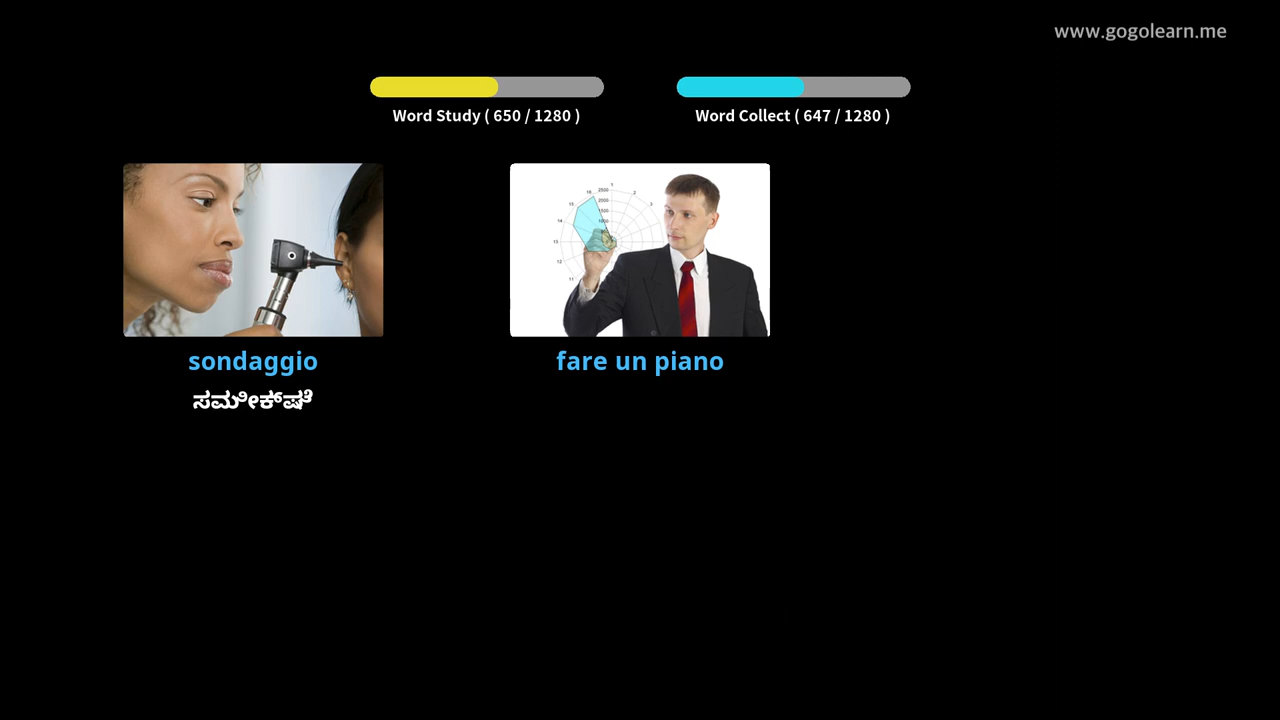 www.gogolearn.me
Word Study ( 650 / 1280 )
Word Collect ( 647 / 1280 )
sondaggio
fare un piano
ಸಮೀಕ್ಷೆ